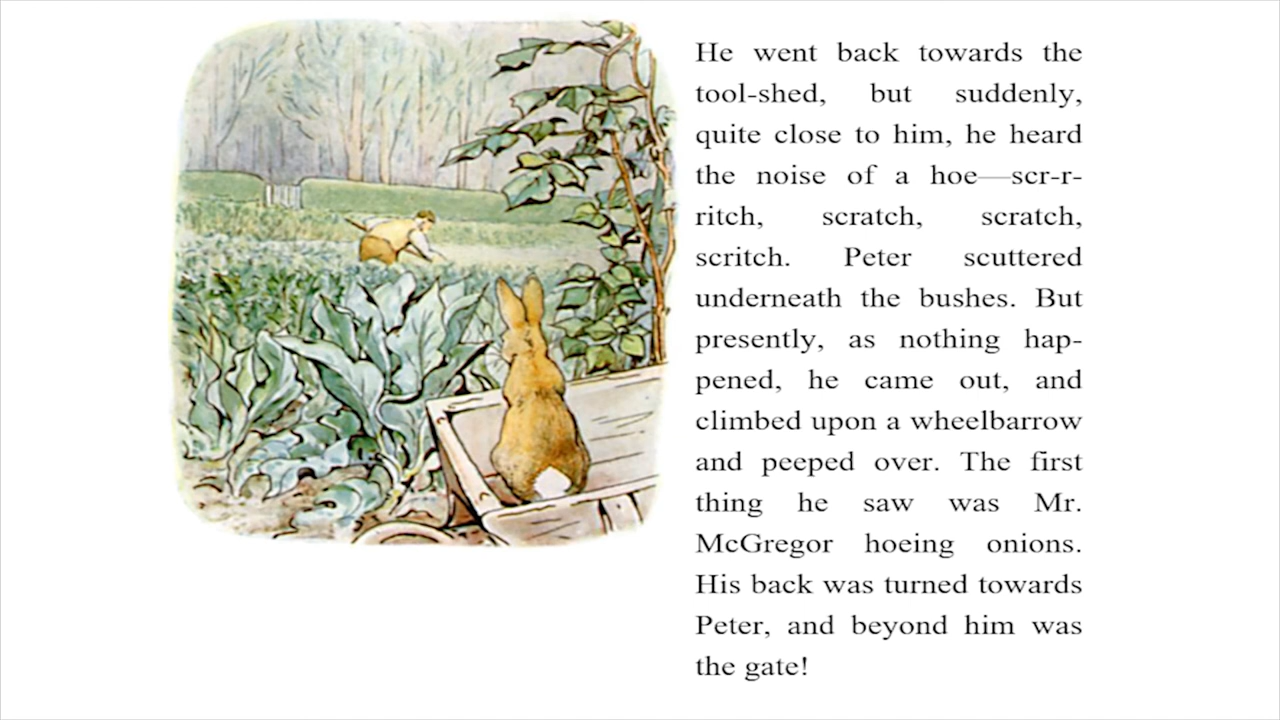 He went back towards the
tool-shed, but suddenly,
quite close to him, he heard
the noise of a hoe—scr-r-
ritch, scratch, scratch,
scritch. Peter scuttered
underneath the bushes. But
presently, as nothing hap-
pened, he came out, and
climbed upon a wheelbarrow
and peeped over. The first
thing he saw was Mr.
McGregor hoeing onions.
His back was turned towards
Peter, and beyond him was
the gate!